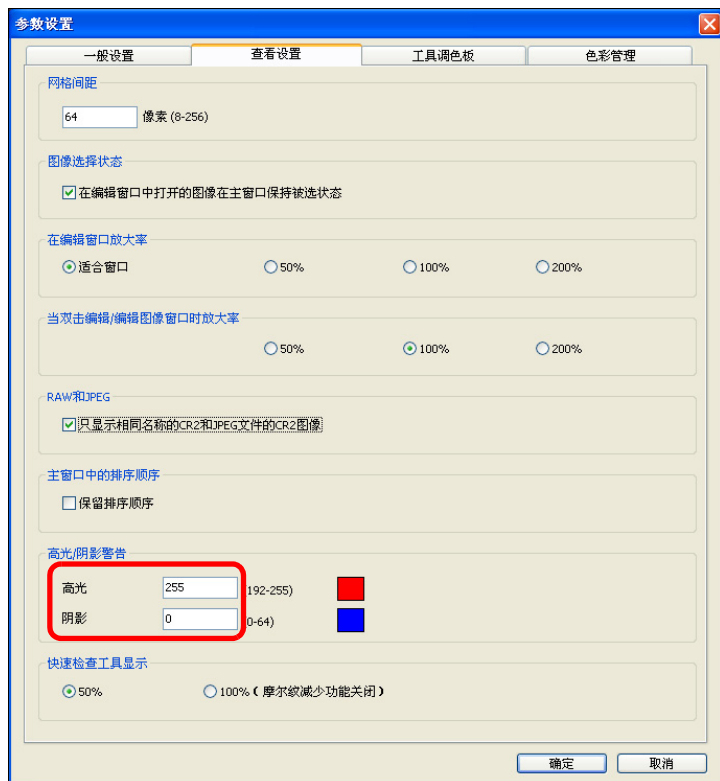 参数设置
一般设置 查看设置 工具调色板 色彩管理
网格间距
64 像素 (8-256)
图像选择状态
在编辑窗口中打开的图像在主窗口保持被选状态
在编辑窗口放大率
适合窗口 50% 100% 200%
当双击编辑/编辑图像窗口时放大率
50% 100% 200%
RAW和JPEG
只显示相同名称的CR2和JPEG文件的CR2图像
主窗口中的排序顺序
保留排序顺序
高光/阴影警告
高光 255 192-255)
阴影 0 0-64)
快速检查工具显示
50% 100%(摩尔纹减少功能关闭)
确定 取消